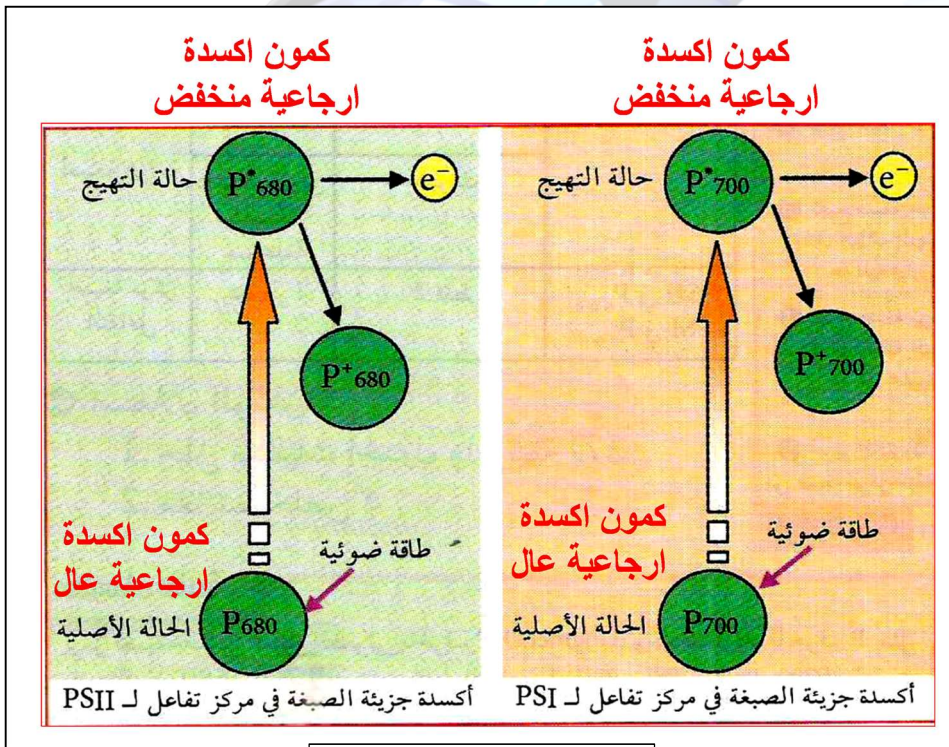 كمون اكسدة
ارجاعية منخفض
كمون اكسدة
ارجاعية منخفض
حالة التهيج
P*700
e⁻
P⁺700
كمون اكسدة
ارجاعية عال
طاقة ضوئية
الحالة الأصلية
P700
أكسدة جزيئة الصبغة في مركز تفاعل لـ PSI
حالة التهيج
P*680
e⁻
P⁺680
كمون اكسدة
ارجاعية عال
طاقة ضوئية
الحالة الأصلية
P680
أكسدة جزيئة الصبغة في مركز تفاعل لـ PSII